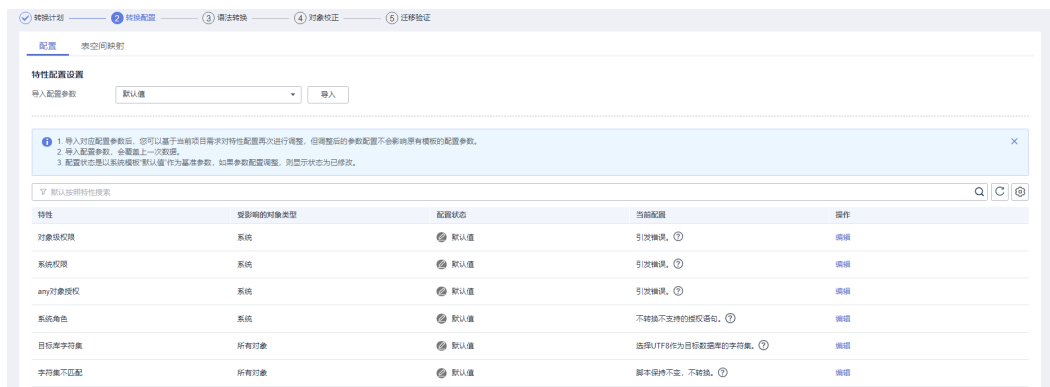 转换计划 2 转换配置 3 语法转换 4 对象校正 5 迁移验证
配置 表空间映射
特性配置设置
导入配置参数 默认值 导入
1. 导入对应配置参数后，您可以基于当前项目需求对特性配置再次进行调整，但调整后的参数配置不会影响原有模板的配置参数。
2. 导入配置参数，会覆盖上一次数据。
3. 配置状态是以系统模板“默认值”作为基准参数，如果参数配置调整，则显示状态为已修改。
默认按照特性搜索
特性 受影响的对象类型 配置状态 当前配置 操作
对象级权限 系统 默认值 引发错误。 编辑
系统权限 系统 默认值 引发错误。 编辑
any对象授权 系统 默认值 引发错误。 编辑
系统角色 系统 默认值 不转换不支持的授权语句。 编辑
目标库字符集 所有对象 默认值 选择UTF8作为目标数据库的字符集。 编辑
字符集不匹配 所有对象 默认值 脚本保持不变，不转换。 编辑